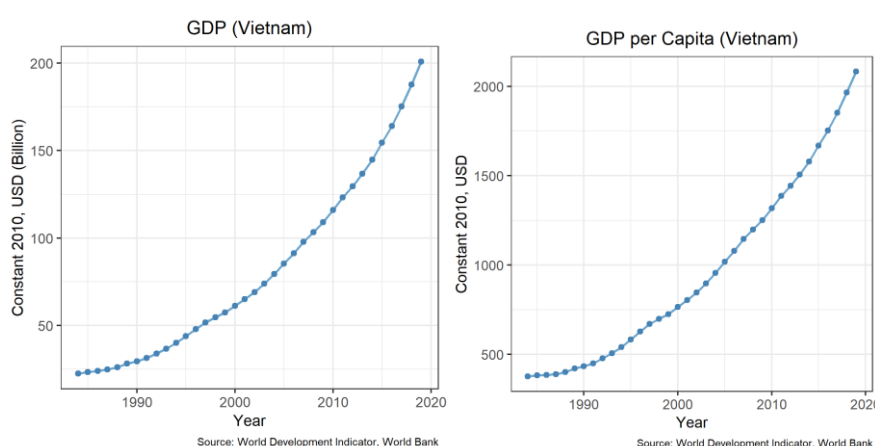 GDP (Vietnam)
200
150
100
50
Constant 2010, USD (Billion)
1990
2000
2010
2020
Year
Source: World Development Indicator, World Bank
GDP per Capita (Vietnam)
2000
1500
1000
500
Constant 2010, USD
1990
2000
2010
2020
Year
Source: World Development Indicator, World Bank